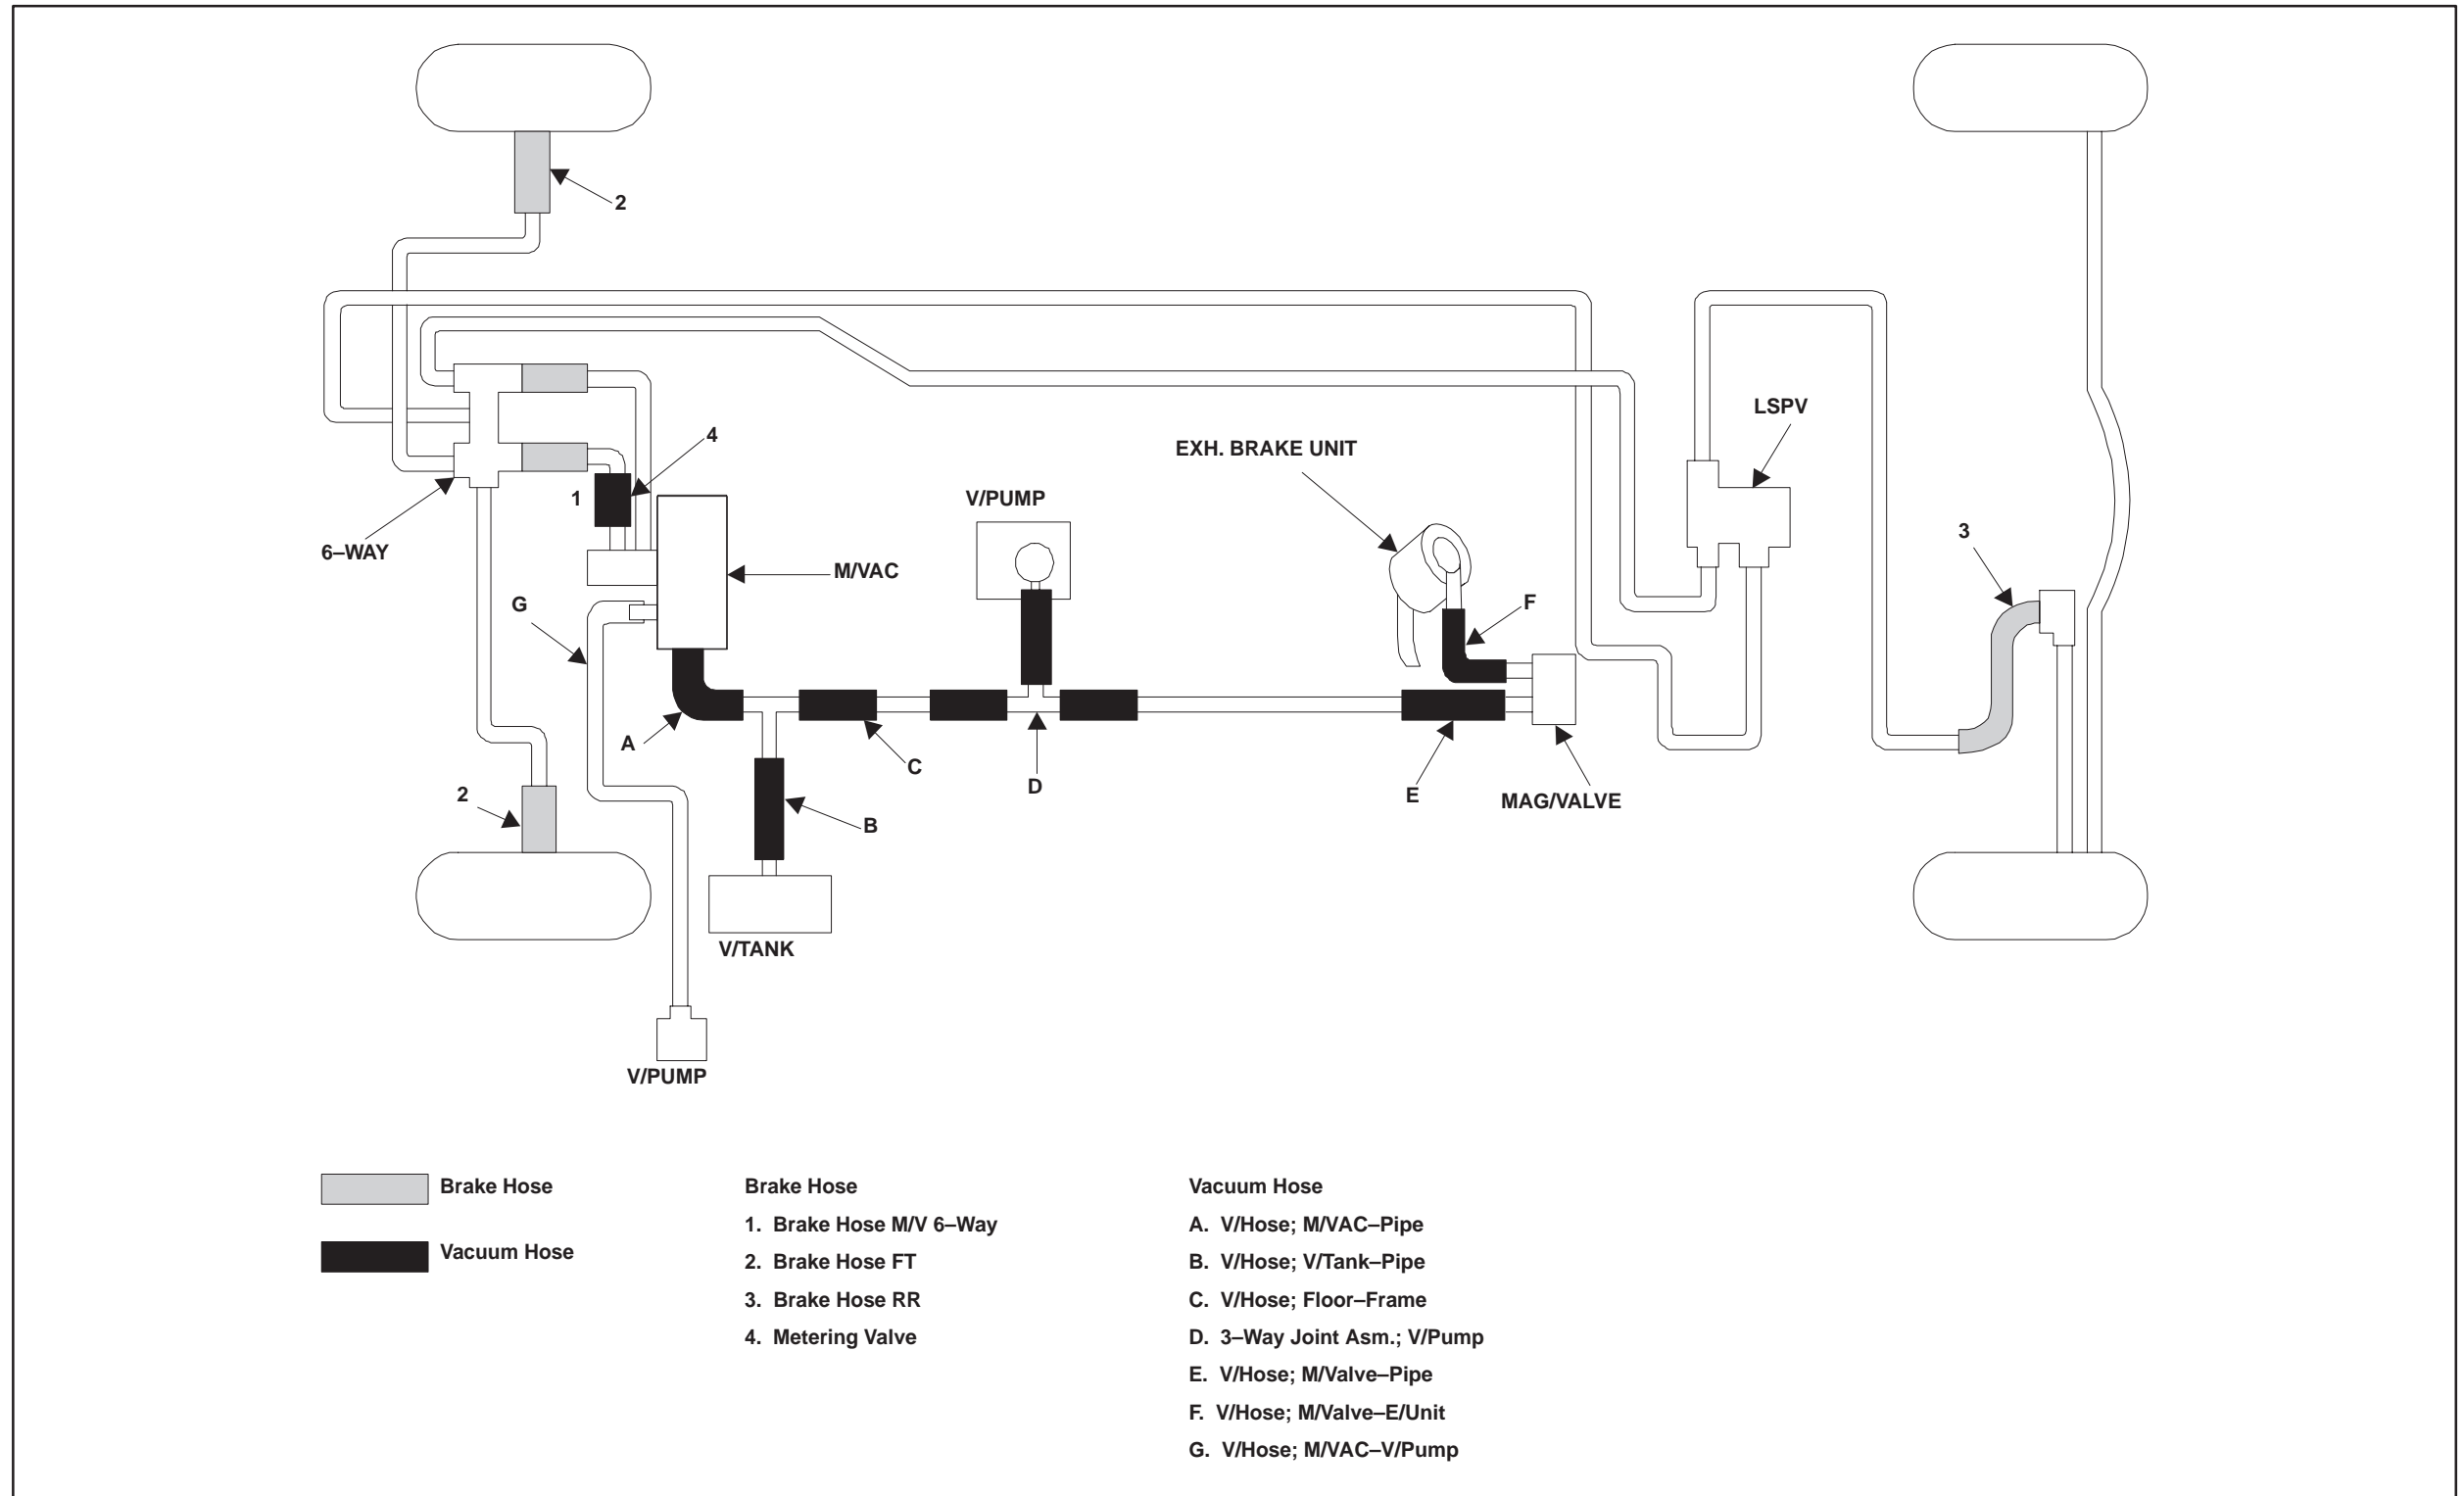 2
4
LSPV
EXH. BRAKE UNIT
1
V/PUMP
3
6–WAY
M/VAC
G
F
A
C
D
2
E
MAG/VALVE
B
V/TANK
V/PUMP
Brake Hose
Vacuum Hose
Brake Hose
1. Brake Hose M/V 6–Way
2. Brake Hose FT
3. Brake Hose RR
4. Metering Valve
Vacuum Hose
A. V/Hose; M/VAC–Pipe
B. V/Hose; V/Tank–Pipe
C. V/Hose; Floor–Frame
D. 3–Way Joint Asm.; V/Pump
E. V/Hose; M/Valve–Pipe
F. V/Hose; M/Valve–E/Unit
G. V/Hose; M/VAC–V/Pump